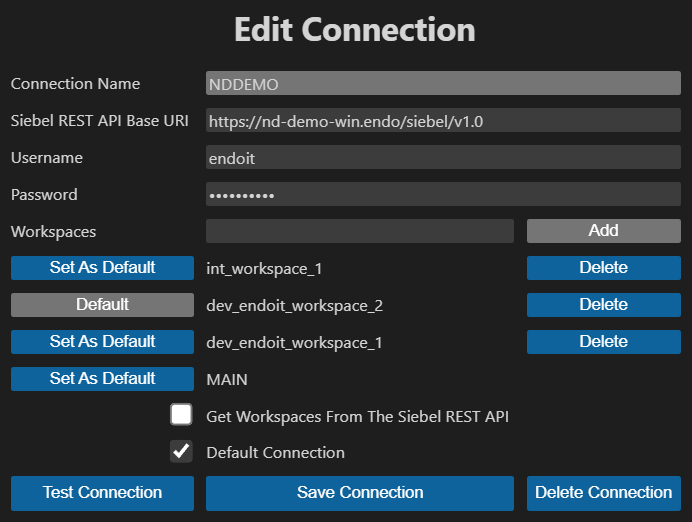 Edit Connection
Connection Name NDDEMO
Siebel REST API Base URI https://nd-demo-win.endo/siebel/v1.0
Username endoit
Password ••••••••••
Workspaces Add
Set As Default int_workspace_1 Delete
Default dev_endoit_workspace_2 Delete
Set As Default dev_endoit_workspace_1 Delete
Set As Default MAIN
Get Workspaces From The Siebel REST API
Default Connection
Test Connection Save Connection Delete Connection